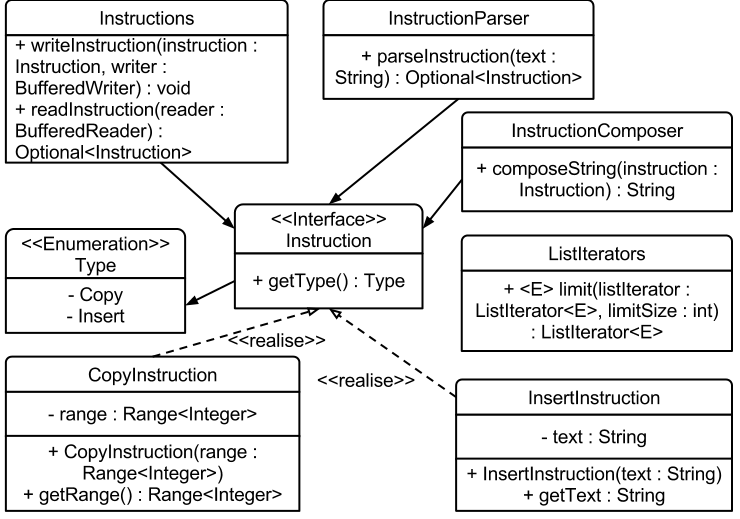 Instructions
+ writeInstruction(instruction :
Instruction, writer :
BufferedWriter) : void
+ readInstruction(reader :
BufferedReader) :
Optional<Instruction>
InstructionParser
+ parseInstruction(text :
String) : Optional<Instruction>
InstructionComposer
+ composeString(instruction :
Instruction) : String
<<Interface>>
Instruction
+ getType() : Type
<<Enumeration>>
Type
- Copy
- Insert
ListIterators
+ <E> limit(listIterator :
ListIterator<E>, limitSize : int)
: ListIterator<E>
<<realise>>
<<realise>>
CopyInstruction
- range : Range<Integer>
+ CopyInstruction(range :
Range<Integer>)
+ getRange() : Range<Integer>
InsertInstruction
- text : String
+ InsertInstruction(text : String)
+ getText : String